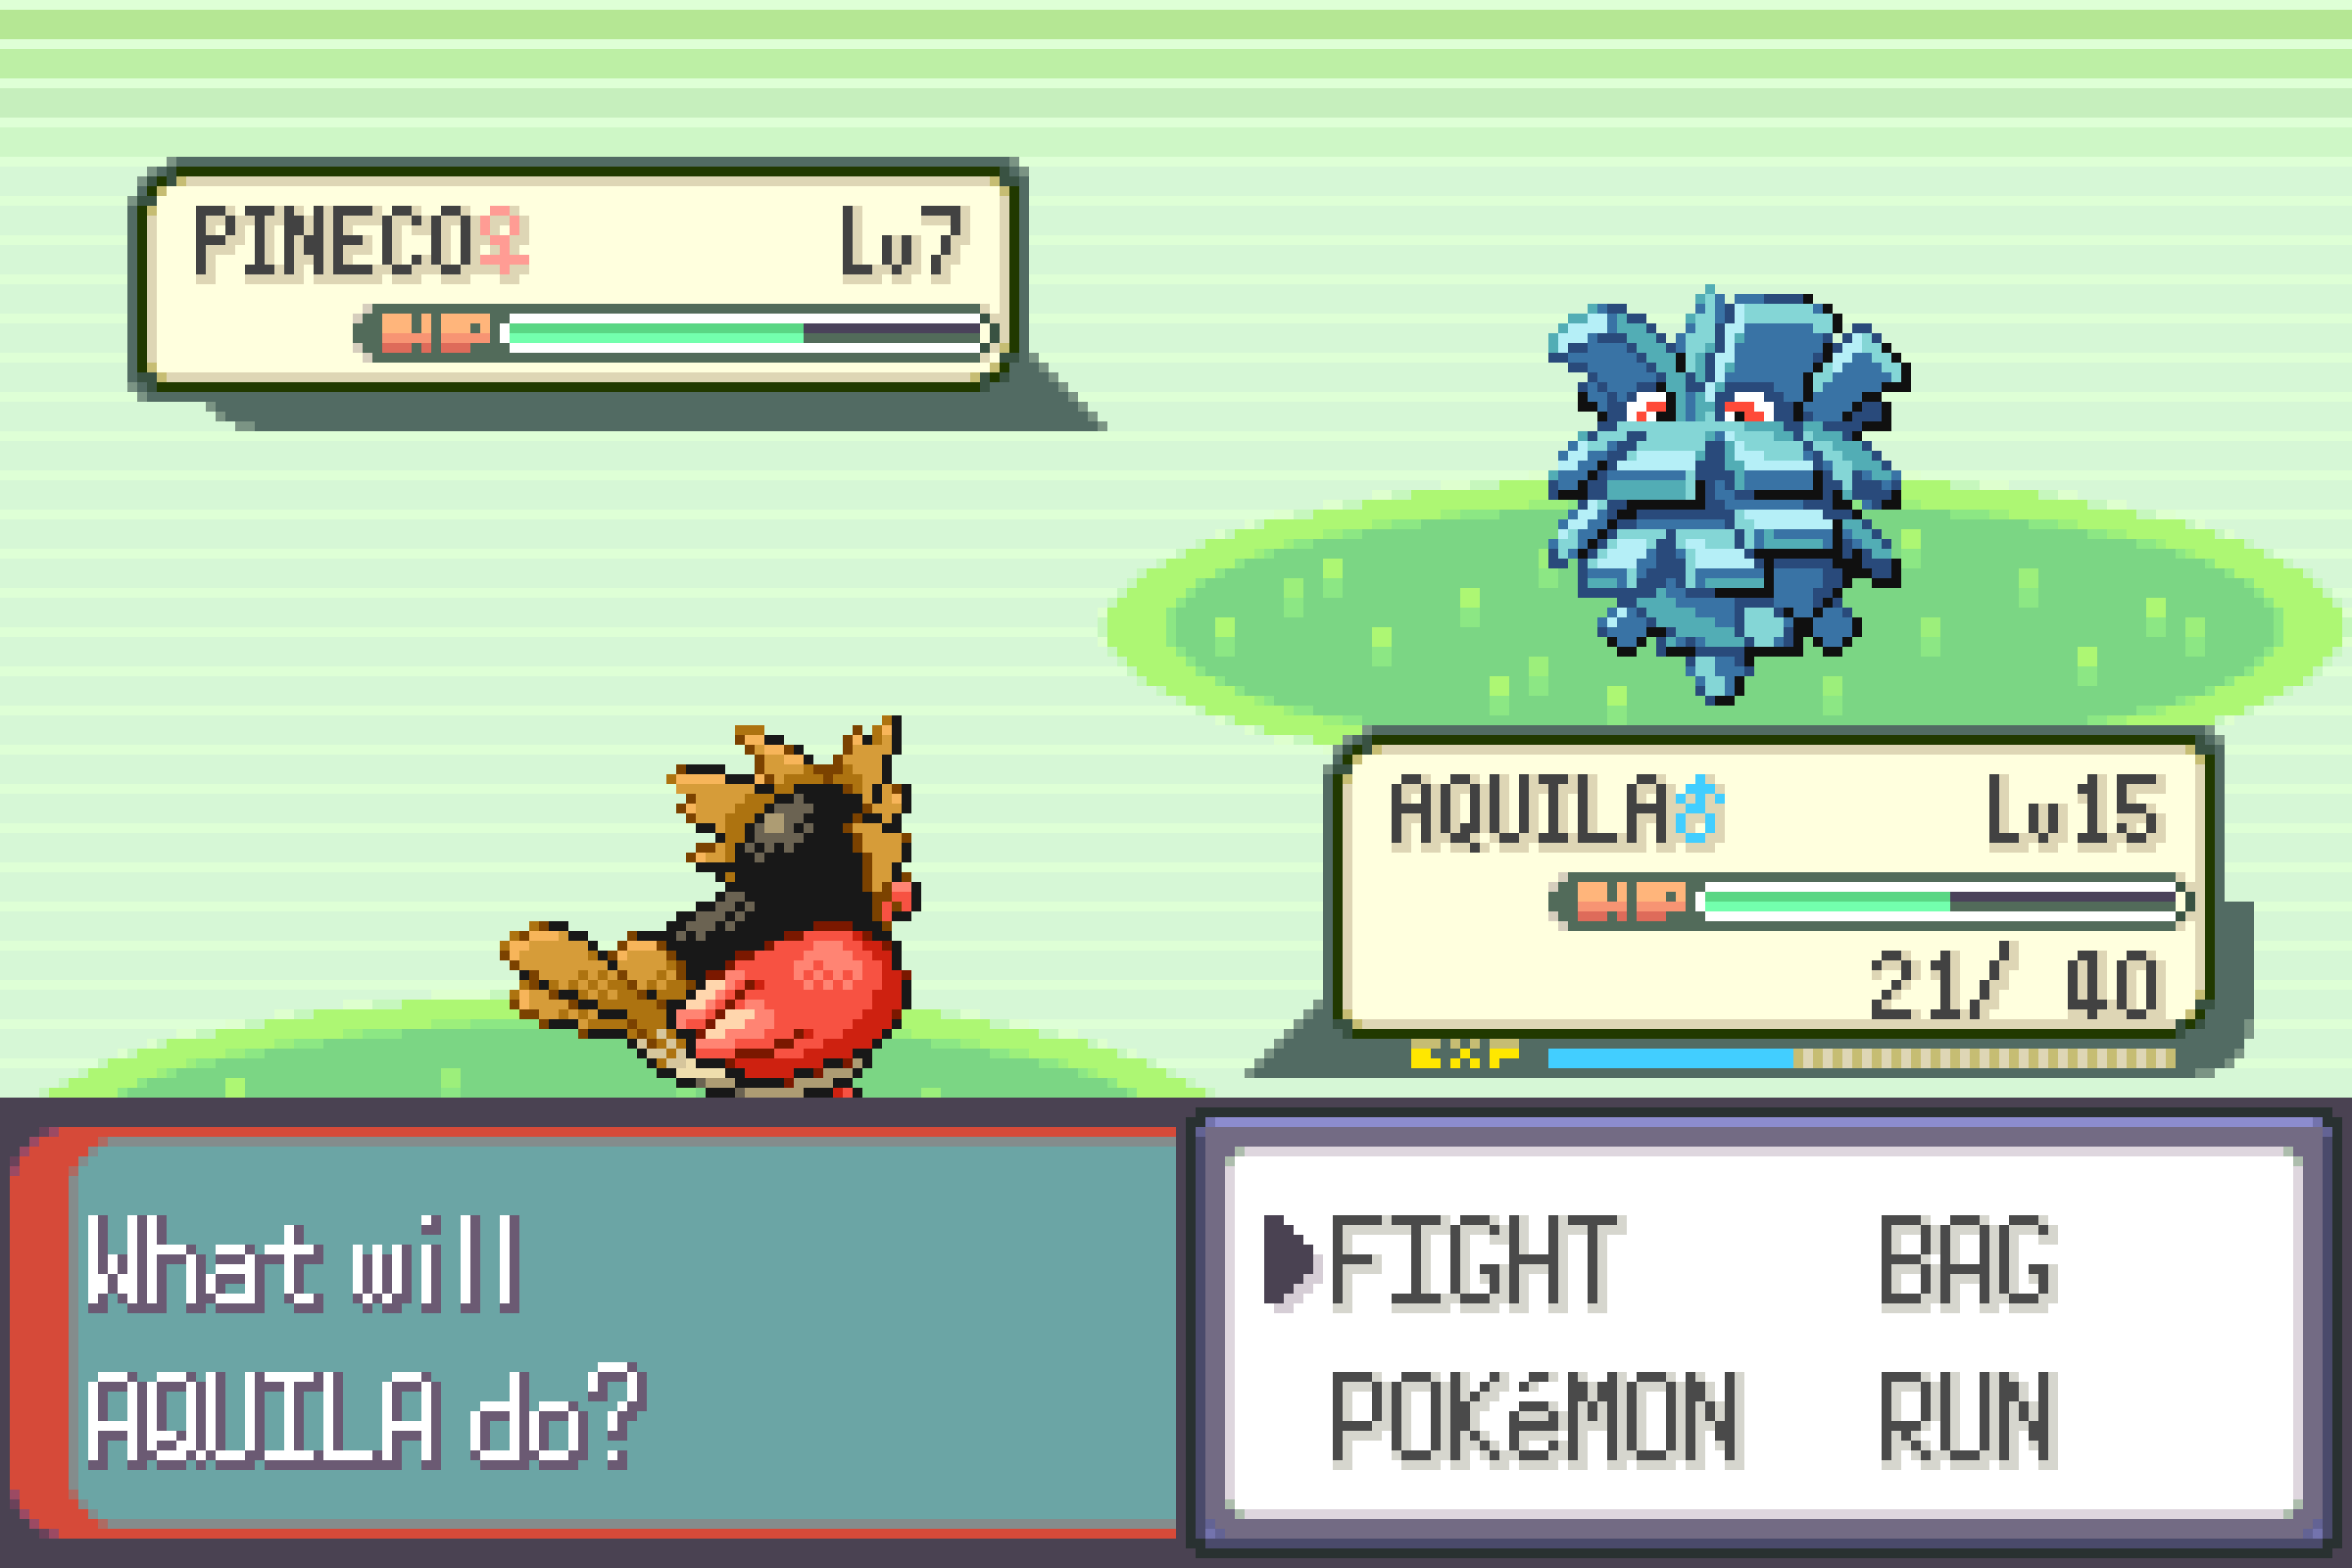 PINECO♀ Lv7
HP
AQUILA♂ Lv15
HP
21/ 40
EXP
What will
AQUILA do?
FIGHT BAG
POKéMON RUN